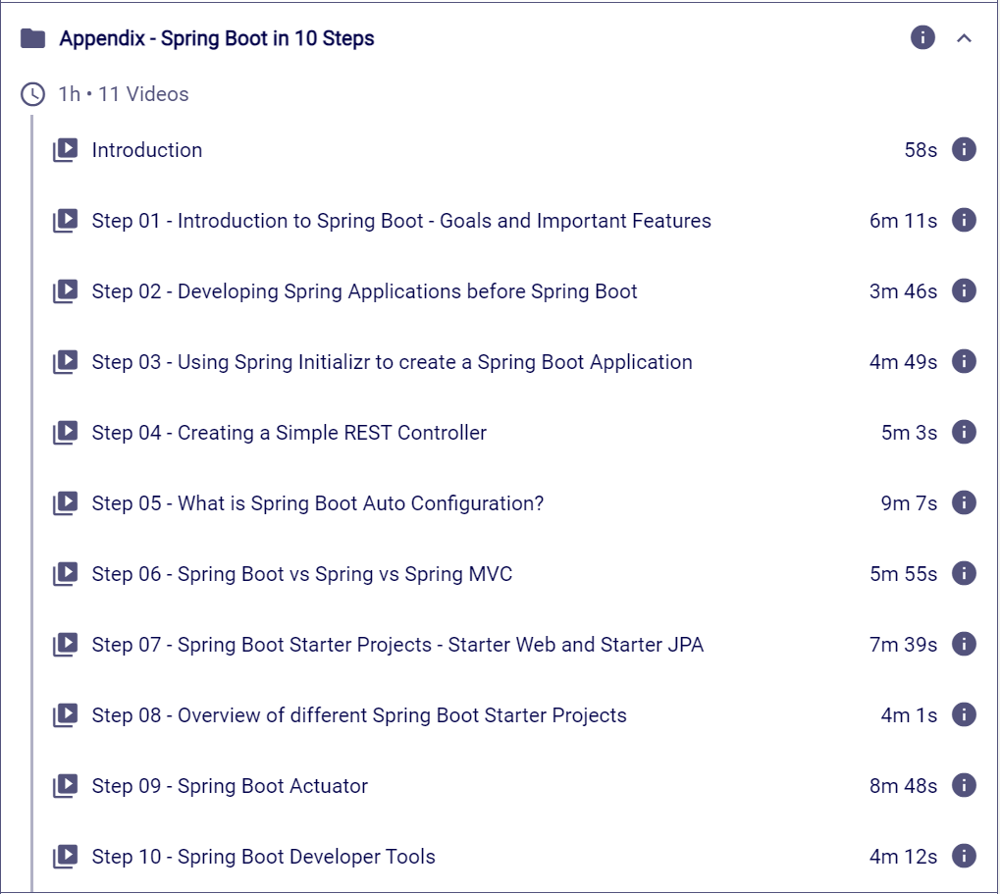 Appendix - Spring Boot in 10 Steps
1h • 11 Videos
Introduction 58s
Step 01 - Introduction to Spring Boot - Goals and Important Features 6m 11s
Step 02 - Developing Spring Applications before Spring Boot 3m 46s
Step 03 - Using Spring Initializr to create a Spring Boot Application 4m 49s
Step 04 - Creating a Simple REST Controller 5m 3s
Step 05 - What is Spring Boot Auto Configuration? 9m 7s
Step 06 - Spring Boot vs Spring vs Spring MVC 5m 55s
Step 07 - Spring Boot Starter Projects - Starter Web and Starter JPA 7m 39s
Step 08 - Overview of different Spring Boot Starter Projects 4m 1s
Step 09 - Spring Boot Actuator 8m 48s
Step 10 - Spring Boot Developer Tools 4m 12s